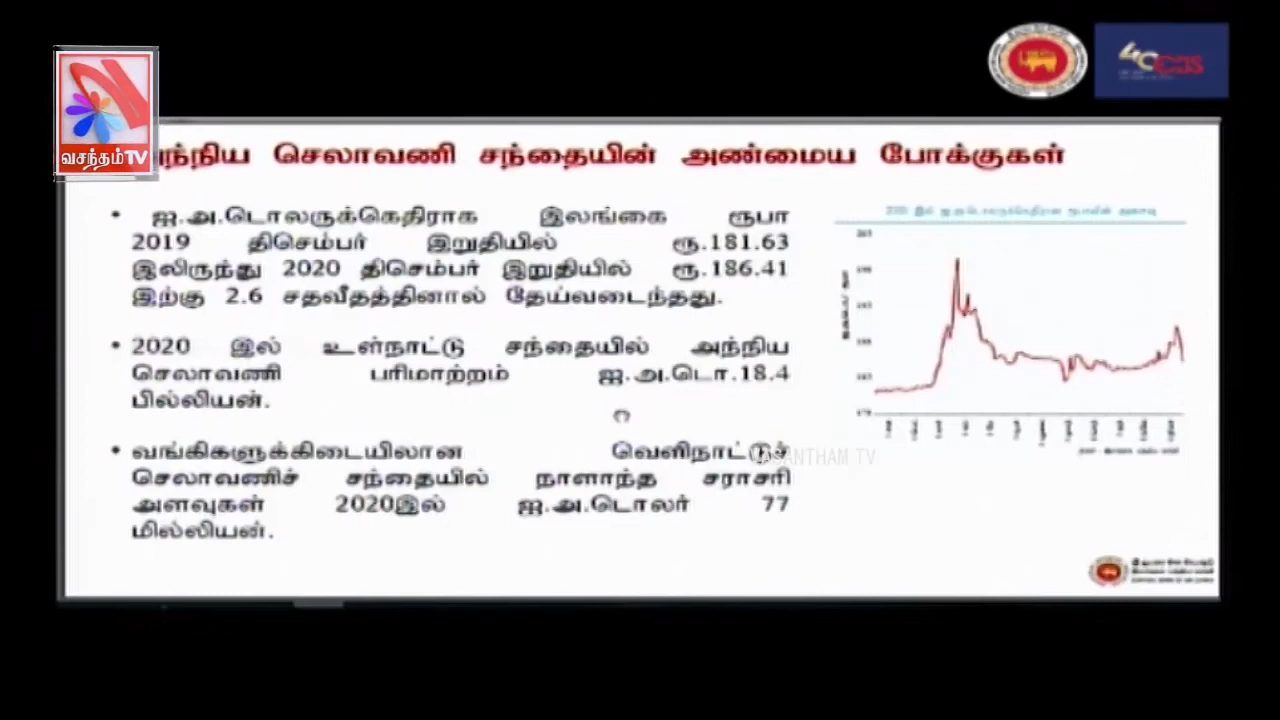 வசந்தம்TV
செலாவணி சந்தையின் அண்மைய போக்குகள்
• ஐ.அ.டொலருக்கெதிராக இலங்கை ரூபா
2019 திசெம்பர் இறுதியில் ரூ.181.63
இலிருந்து 2020 திசெம்பர் இறுதியில் ரூ.186.41
இற்கு 2.6 சதவீதத்தினால் தேய்வடைந்தது.
• 2020 இல் உள்நாட்டு சந்தையில் அந்நிய
செலாவணி பரிமாற்றம் ஐ.அ.டொ.18.4
பில்லியன்.
• வங்கிகளுக்கிடையிலான வெளிநாட்டுச்
செலாவணிச் சந்தையில் நாளாந்த சராசரி
அளவுகள் 2020இல் ஐ.அ.டொலர் 77
மில்லியன்.
VASANTHAM TV